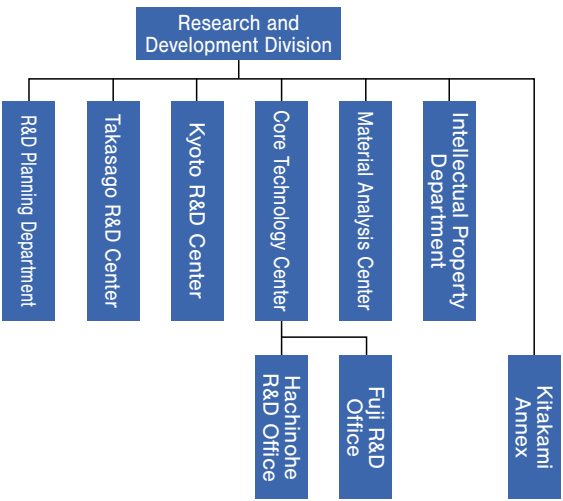 Research and
Development Division
R&D Planning Department
Takasago R&D Center
Kyoto R&D Center
Core Technology Center
Material Analysis Center
Intellectual Property
Department
Hachinohe
R&D Office
Fuji R&D
Office
Kitakami
Annex